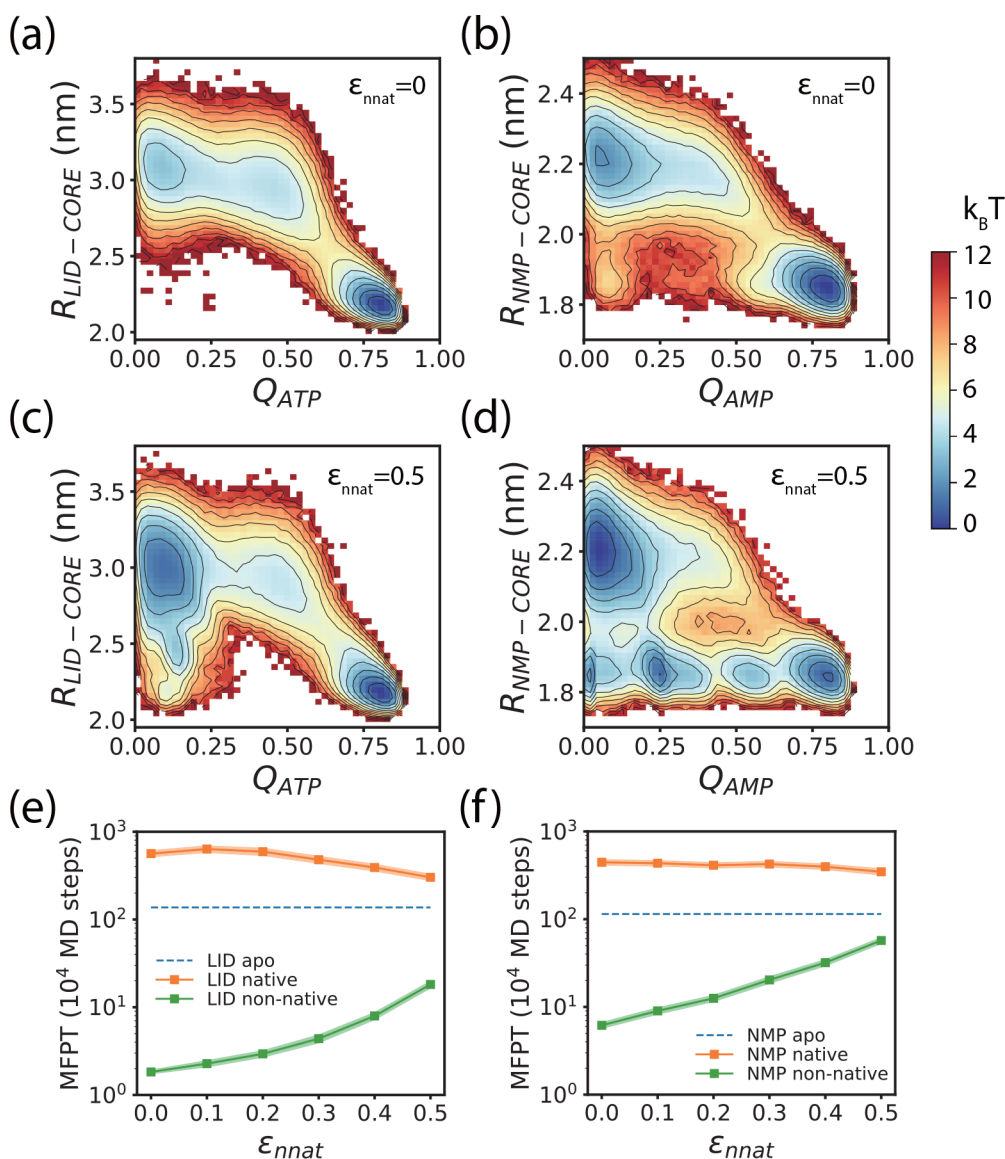 (a)
(b)
ε_nnat=0
ε_nnat=0
3.5
3.0
2.5
2.0
R_LID−CORE (nm)
0.00 0.25 0.50 0.75 1.00
Q_ATP
2.4
2.2
2.0
1.8
R_NMP−CORE (nm)
0.00 0.25 0.50 0.75 1.00
Q_AMP
k_BT
12
10
8
6
4
2
0
(c)
(d)
ε_nnat=0.5
ε_nnat=0.5
3.5
3.0
2.5
2.0
R_LID−CORE (nm)
0.00 0.25 0.50 0.75 1.00
Q_ATP
2.4
2.2
2.0
1.8
R_NMP−CORE (nm)
0.00 0.25 0.50 0.75 1.00
Q_AMP
(e)
(f)
10^3
10^2
10^1
10^0
MFPT (10^4 MD steps)
LID apo
LID native
LID non-native
0.0 0.1 0.2 0.3 0.4 0.5
ε_nnat
10^3
10^2
10^1
10^0
MFPT (10^4 MD steps)
NMP apo
NMP native
NMP non-native
0.0 0.1 0.2 0.3 0.4 0.5
ε_nnat